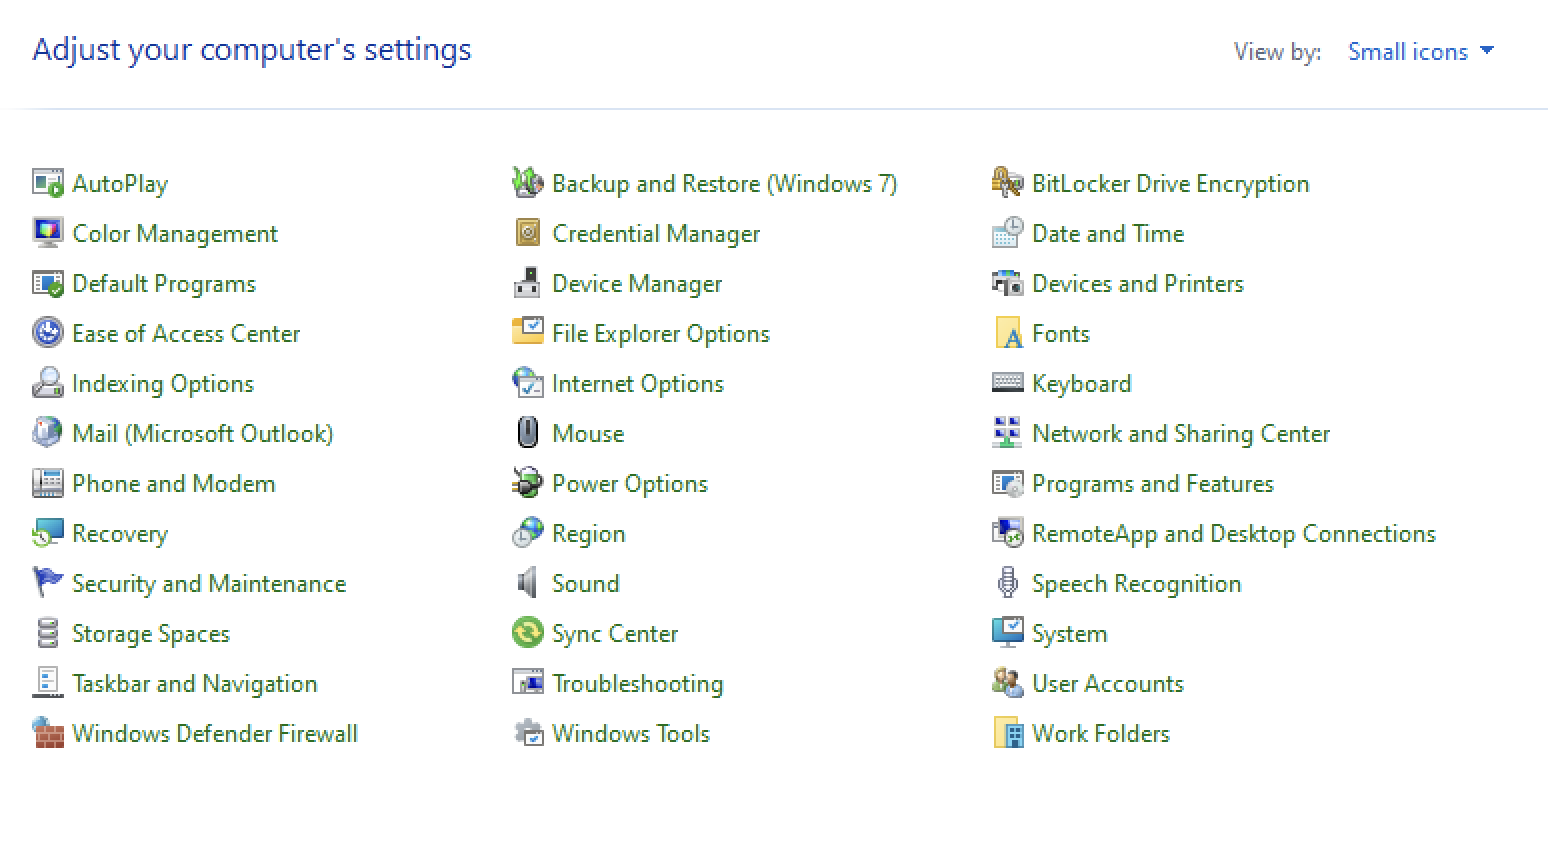 Adjust your computer's settings
View by: Small icons
AutoPlay
Backup and Restore (Windows 7)
BitLocker Drive Encryption
Color Management
Credential Manager
Date and Time
Default Programs
Device Manager
Devices and Printers
Ease of Access Center
File Explorer Options
Fonts
Indexing Options
Internet Options
Keyboard
Mail (Microsoft Outlook)
Mouse
Network and Sharing Center
Phone and Modem
Power Options
Programs and Features
Recovery
Region
RemoteApp and Desktop Connections
Security and Maintenance
Sound
Speech Recognition
Storage Spaces
Sync Center
System
Taskbar and Navigation
Troubleshooting
User Accounts
Windows Defender Firewall
Windows Tools
Work Folders